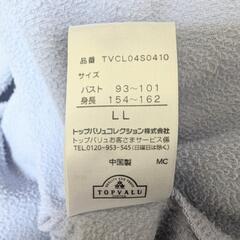 品番 TVCL04S0410
サイズ
バスト 93~101
身長 154~162
LL
トップバリュコレクション株式会社
トップバリュお客さまサービス係
TEL.0120-953-545(日曜日は除く)
中国製 MC
TOPVALU